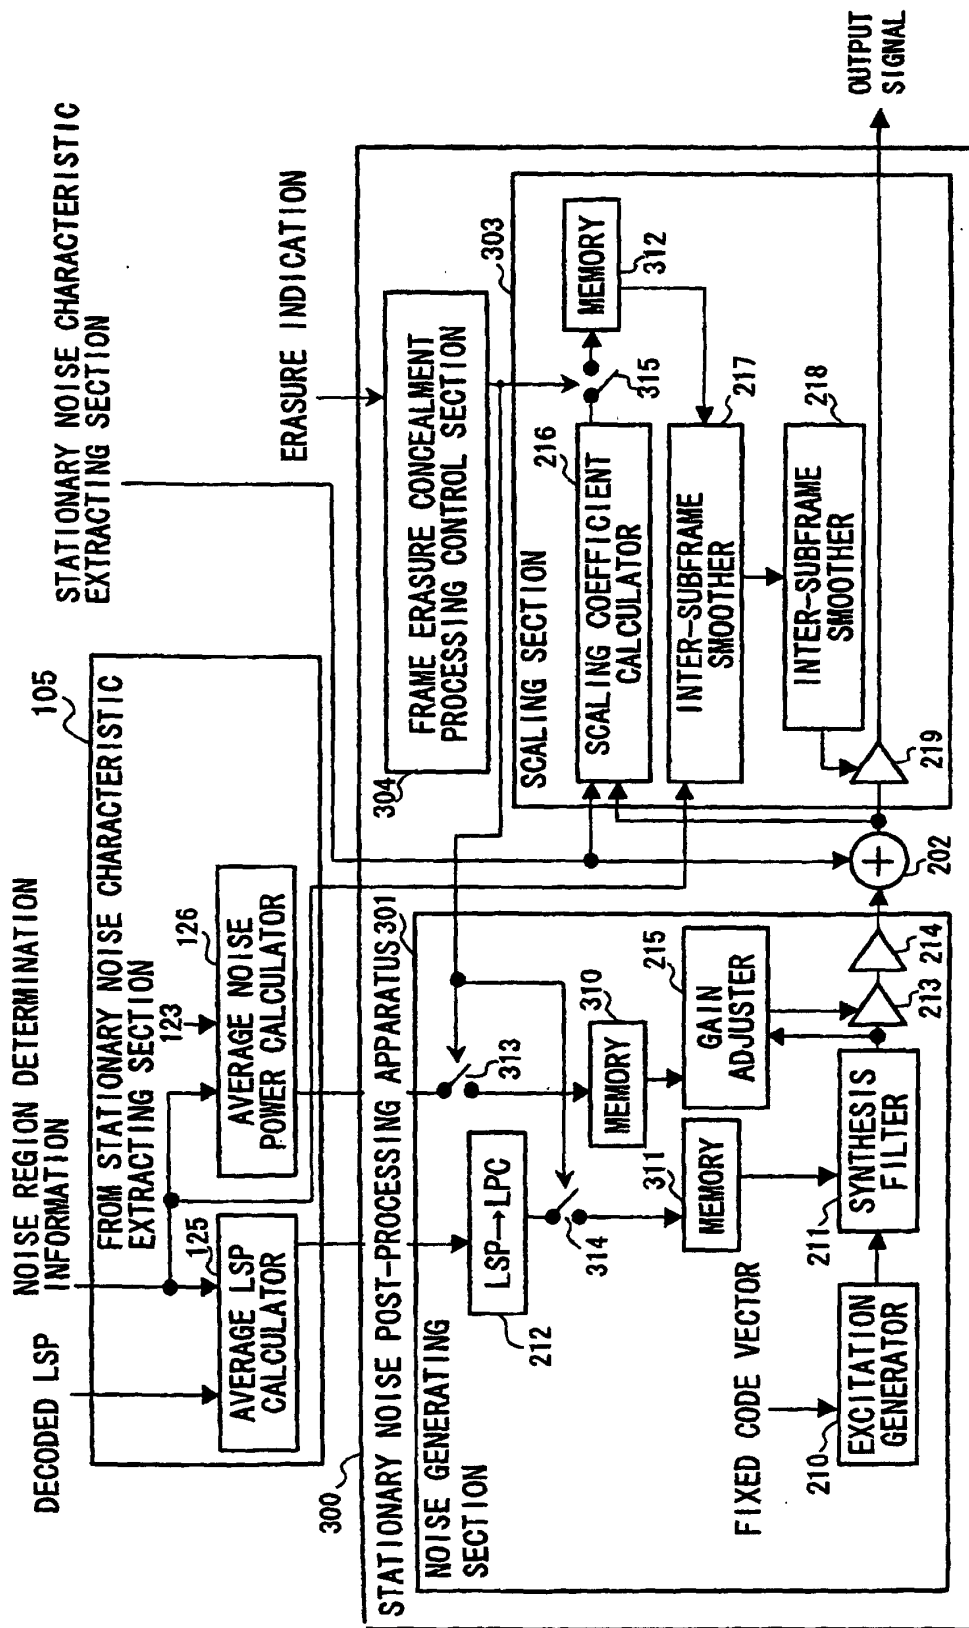 DECODED LSP
NOISE REGION DETERMINATION
INFORMATION
105
FROM STATIONARY NOISE CHARACTERISTIC
EXTRACTING SECTION
123
125
AVERAGE LSP
CALCULATOR
126
AVERAGE NOISE
POWER CALCULATOR
STATIONARY NOISE CHARACTERISTIC
EXTRACTING SECTION
ERASURE INDICATION
300
STATIONARY NOISE POST-PROCESSING APPARATUS
304
FRAME ERASURE CONCEALMENT
PROCESSING CONTROL SECTION
301
NOISE GENERATING
SECTION
212
LSP→LPC
313
314
310
MEMORY
311
MEMORY
215
GAIN
ADJUSTER
FIXED CODE VECTOR
210
EXCITATION
GENERATOR
211
SYNTHESIS
FILTER
213
214
202
+
303
SCALING SECTION
216
SCALING COEFFICIENT
CALCULATOR
315
MEMORY
312
INTER-SUBFRAME
SMOOTHER
217
INTER-SUBFRAME
SMOOTHER
218
219
OUTPUT
SIGNAL